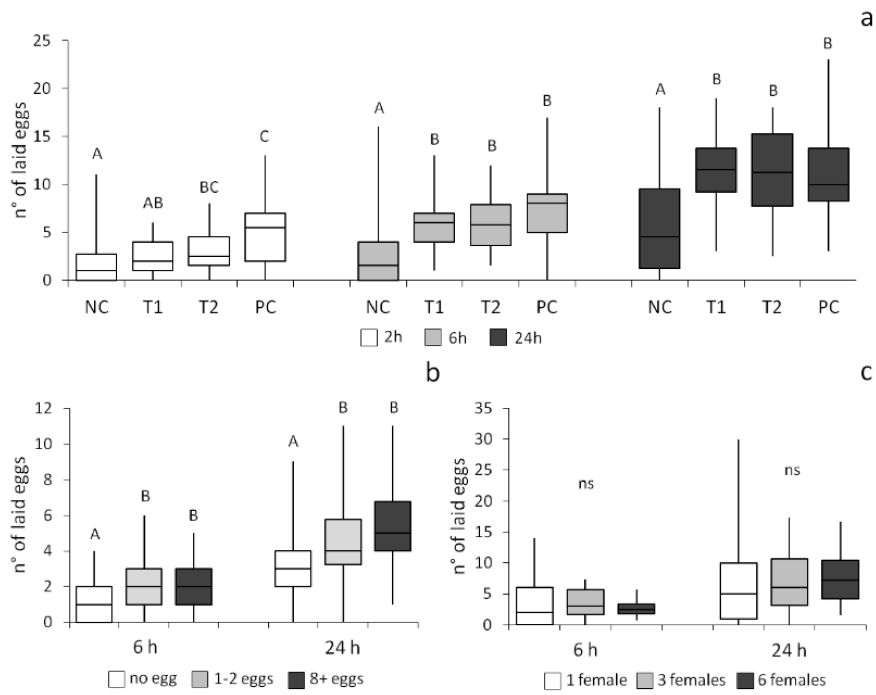 a
n° of laid eggs
25
20
15
10
5
0
A
AB
BC
C
A
B
B
B
A
B
B
B
NC T1 T2 PC NC T1 T2 PC NC T1 T2 PC
2h 6h 24h
b
n° of laid eggs
12
10
8
6
4
2
0
A
B
B
A
B
B
6 h 24 h
no egg 1-2 eggs 8+ eggs
c
n° of laid eggs
35
30
25
20
15
10
5
0
ns
ns
6 h 24 h
1 female 3 females 6 females